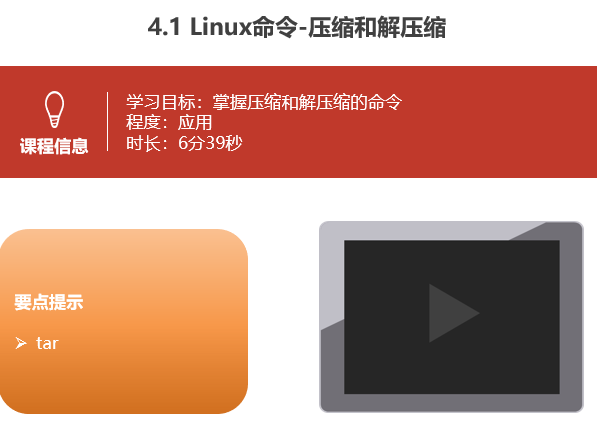 4.1 Linux命令-压缩和解压缩
学习目标：掌握压缩和解压缩的命令
程度：应用
时长：6分39秒
课程信息
要点提示
➢ tar